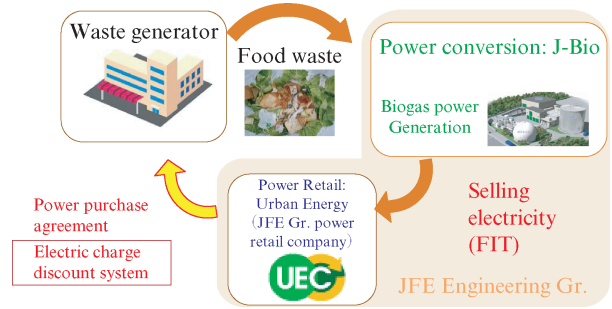 Waste generator
Food waste
Power conversion: J-Bio
Biogas power
Generation
Power Retail:
Urban Energy
(JFE Gr. power
retail company)
UEC
Selling
electricity
(FIT)
JFE Engineering Gr.
Power purchase
agreement
Electric charge
discount system